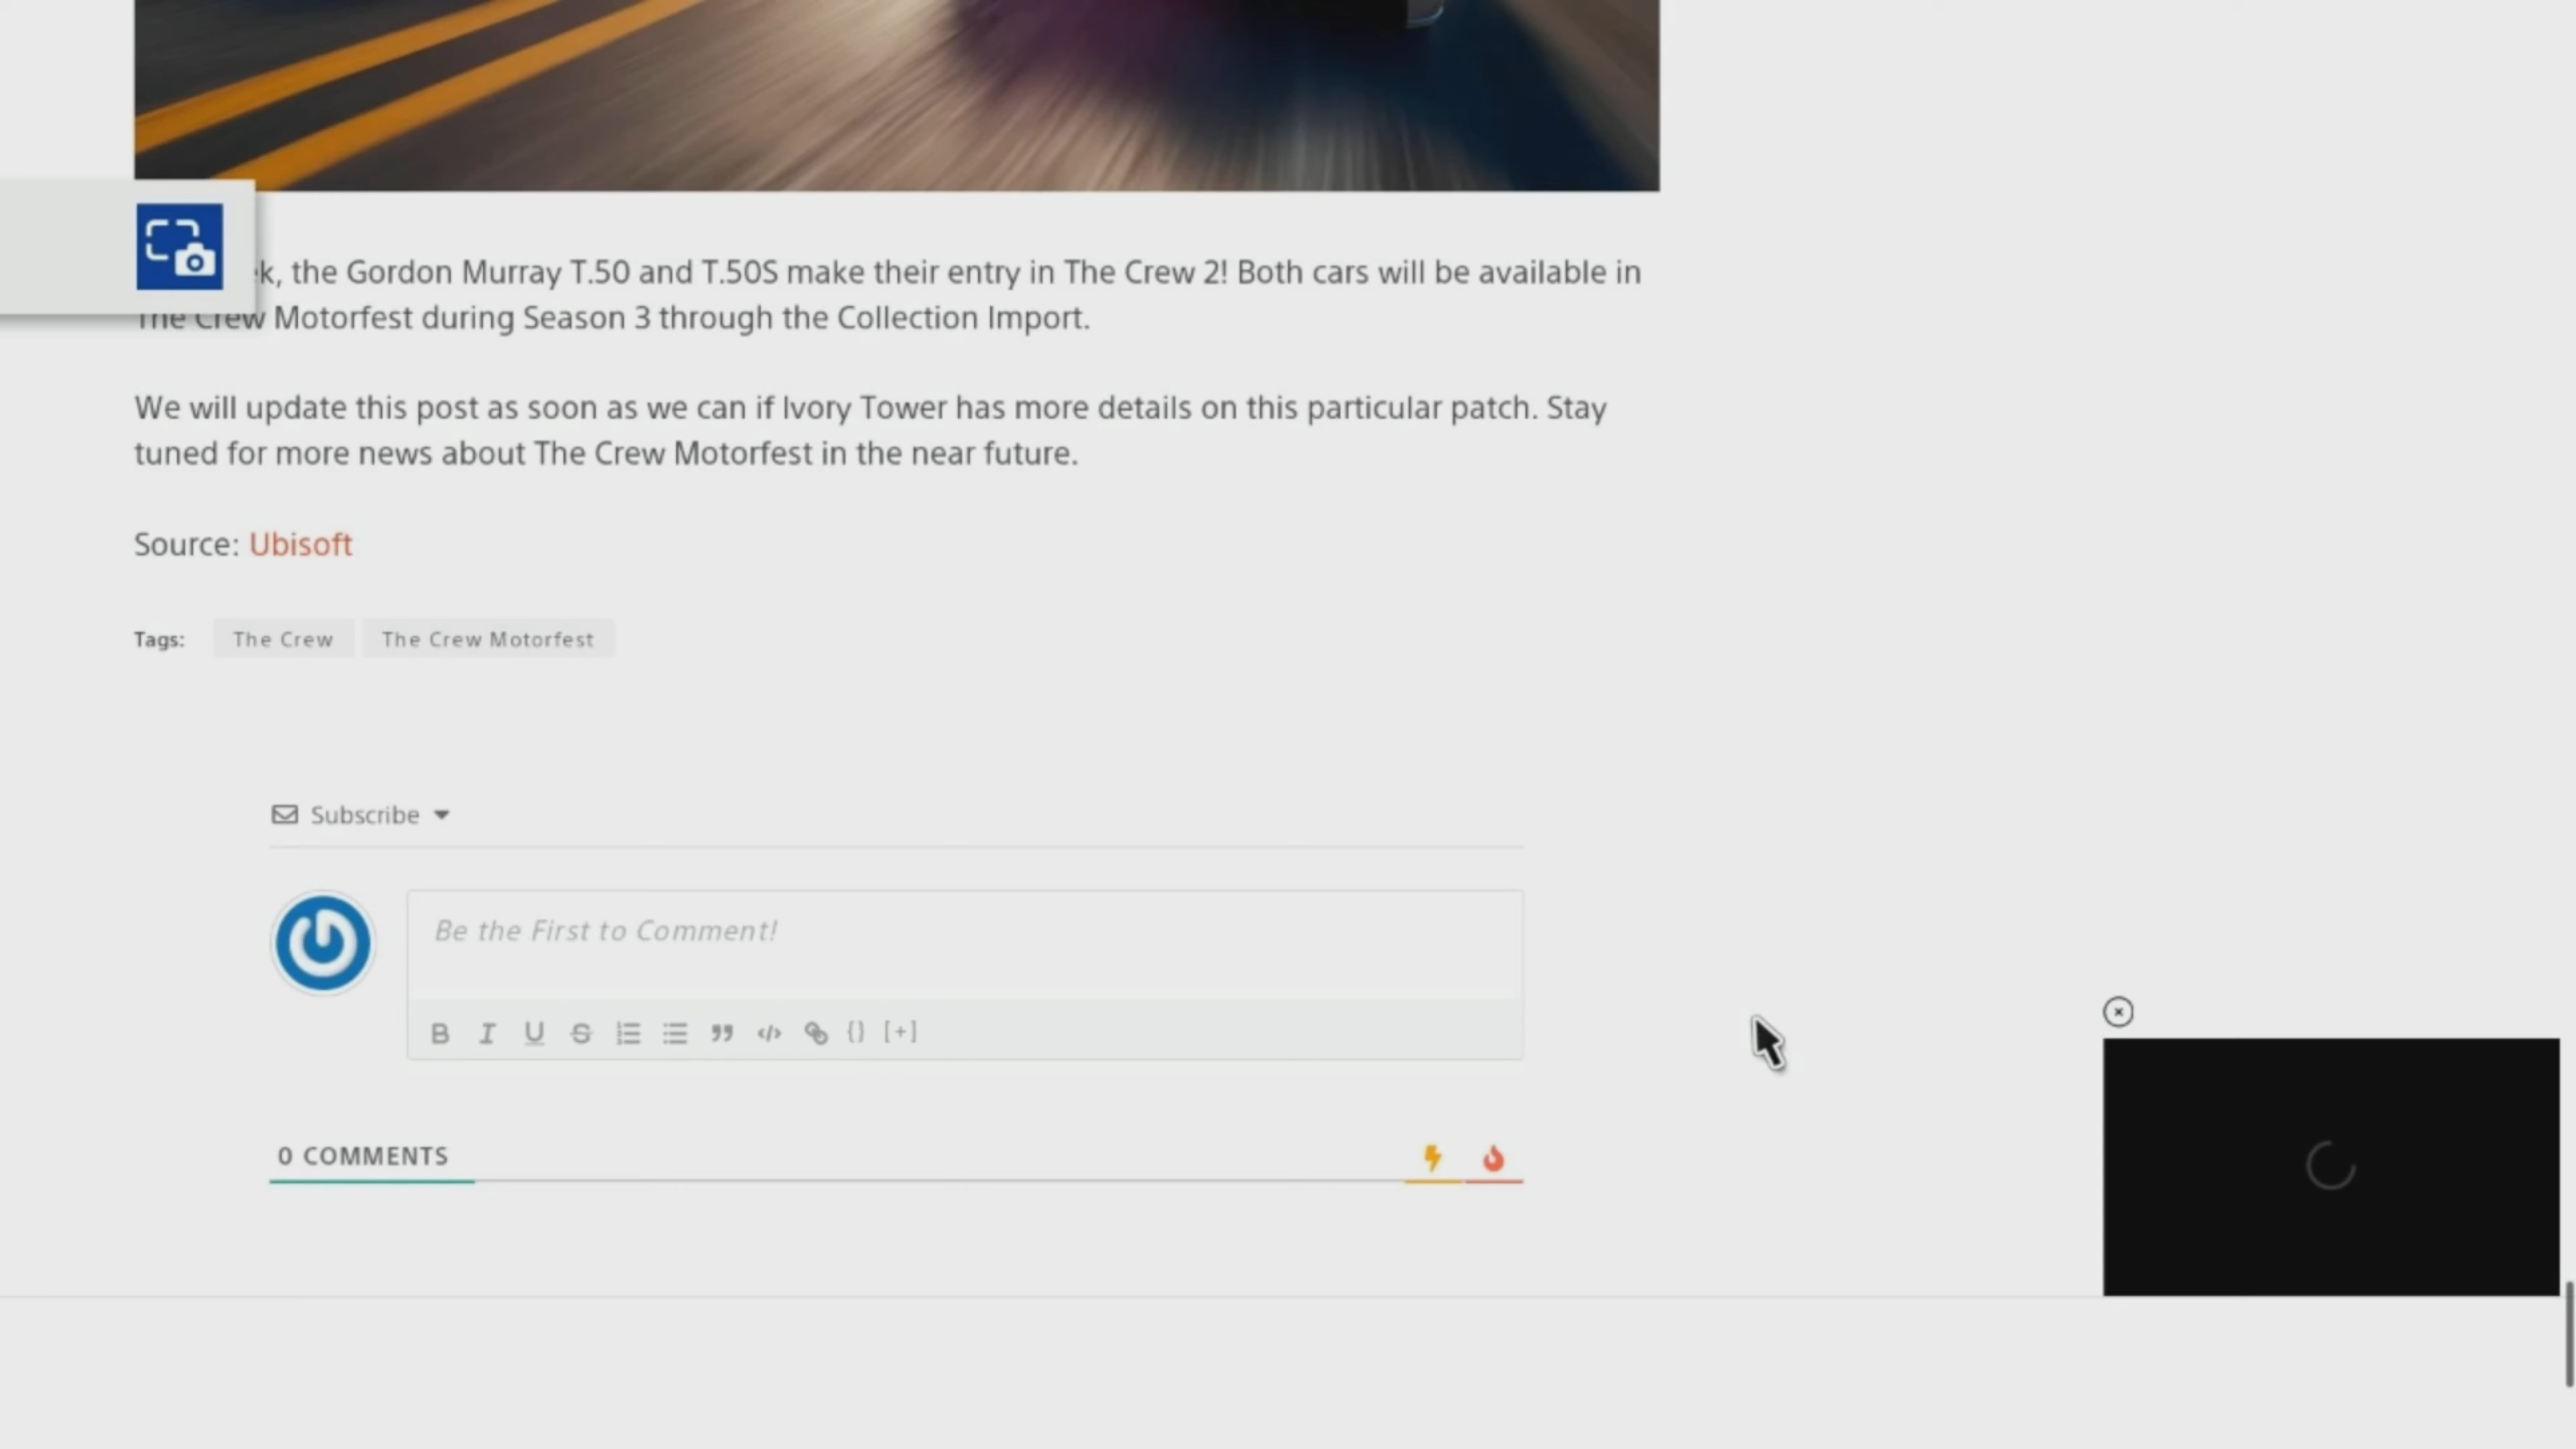 k, the Gordon Murray T.50 and T.50S make their entry in The Crew 2! Both cars will be available in
The Crew Motorfest during Season 3 through the Collection Import.
We will update this post as soon as we can if Ivory Tower has more details on this particular patch. Stay
tuned for more news about The Crew Motorfest in the near future.
Source: Ubisoft
Tags: The Crew The Crew Motorfest
Subscribe
Be the First to Comment!
B I U S {} [+]
0 COMMENTS